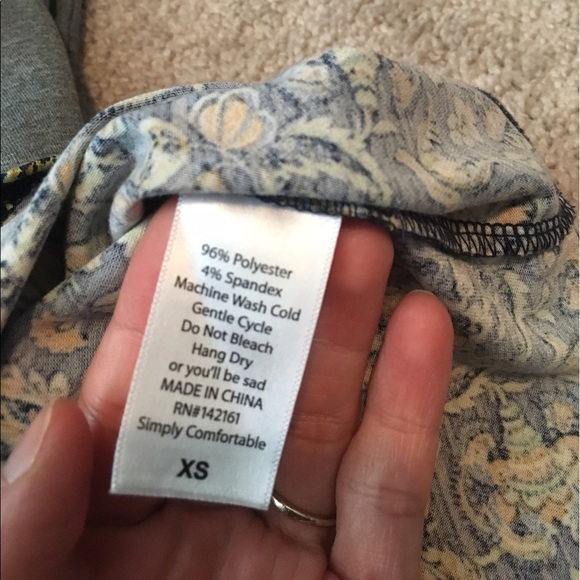 96% Polyester
4% Spandex
Machine Wash Cold
Gentle Cycle
Do Not Bleach
Hang Dry
or you'll be sad
MADE IN CHINA
RN#142161
Simply Comfortable
XS